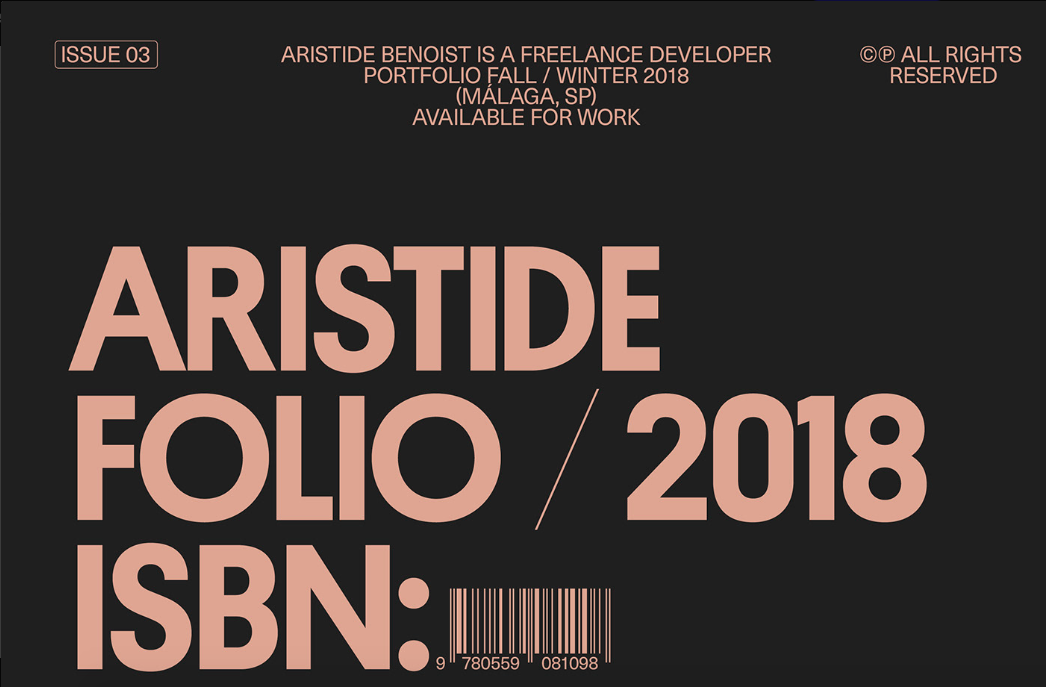 ISSUE 03
ARISTIDE BENOIST IS A FREELANCE DEVELOPER
PORTFOLIO FALL / WINTER 2018
(MÁLAGA, SP)
AVAILABLE FOR WORK
©℗ ALL RIGHTS
RESERVED
ARISTIDE
FOLIO / 2018
ISBN:
9 780559 081098